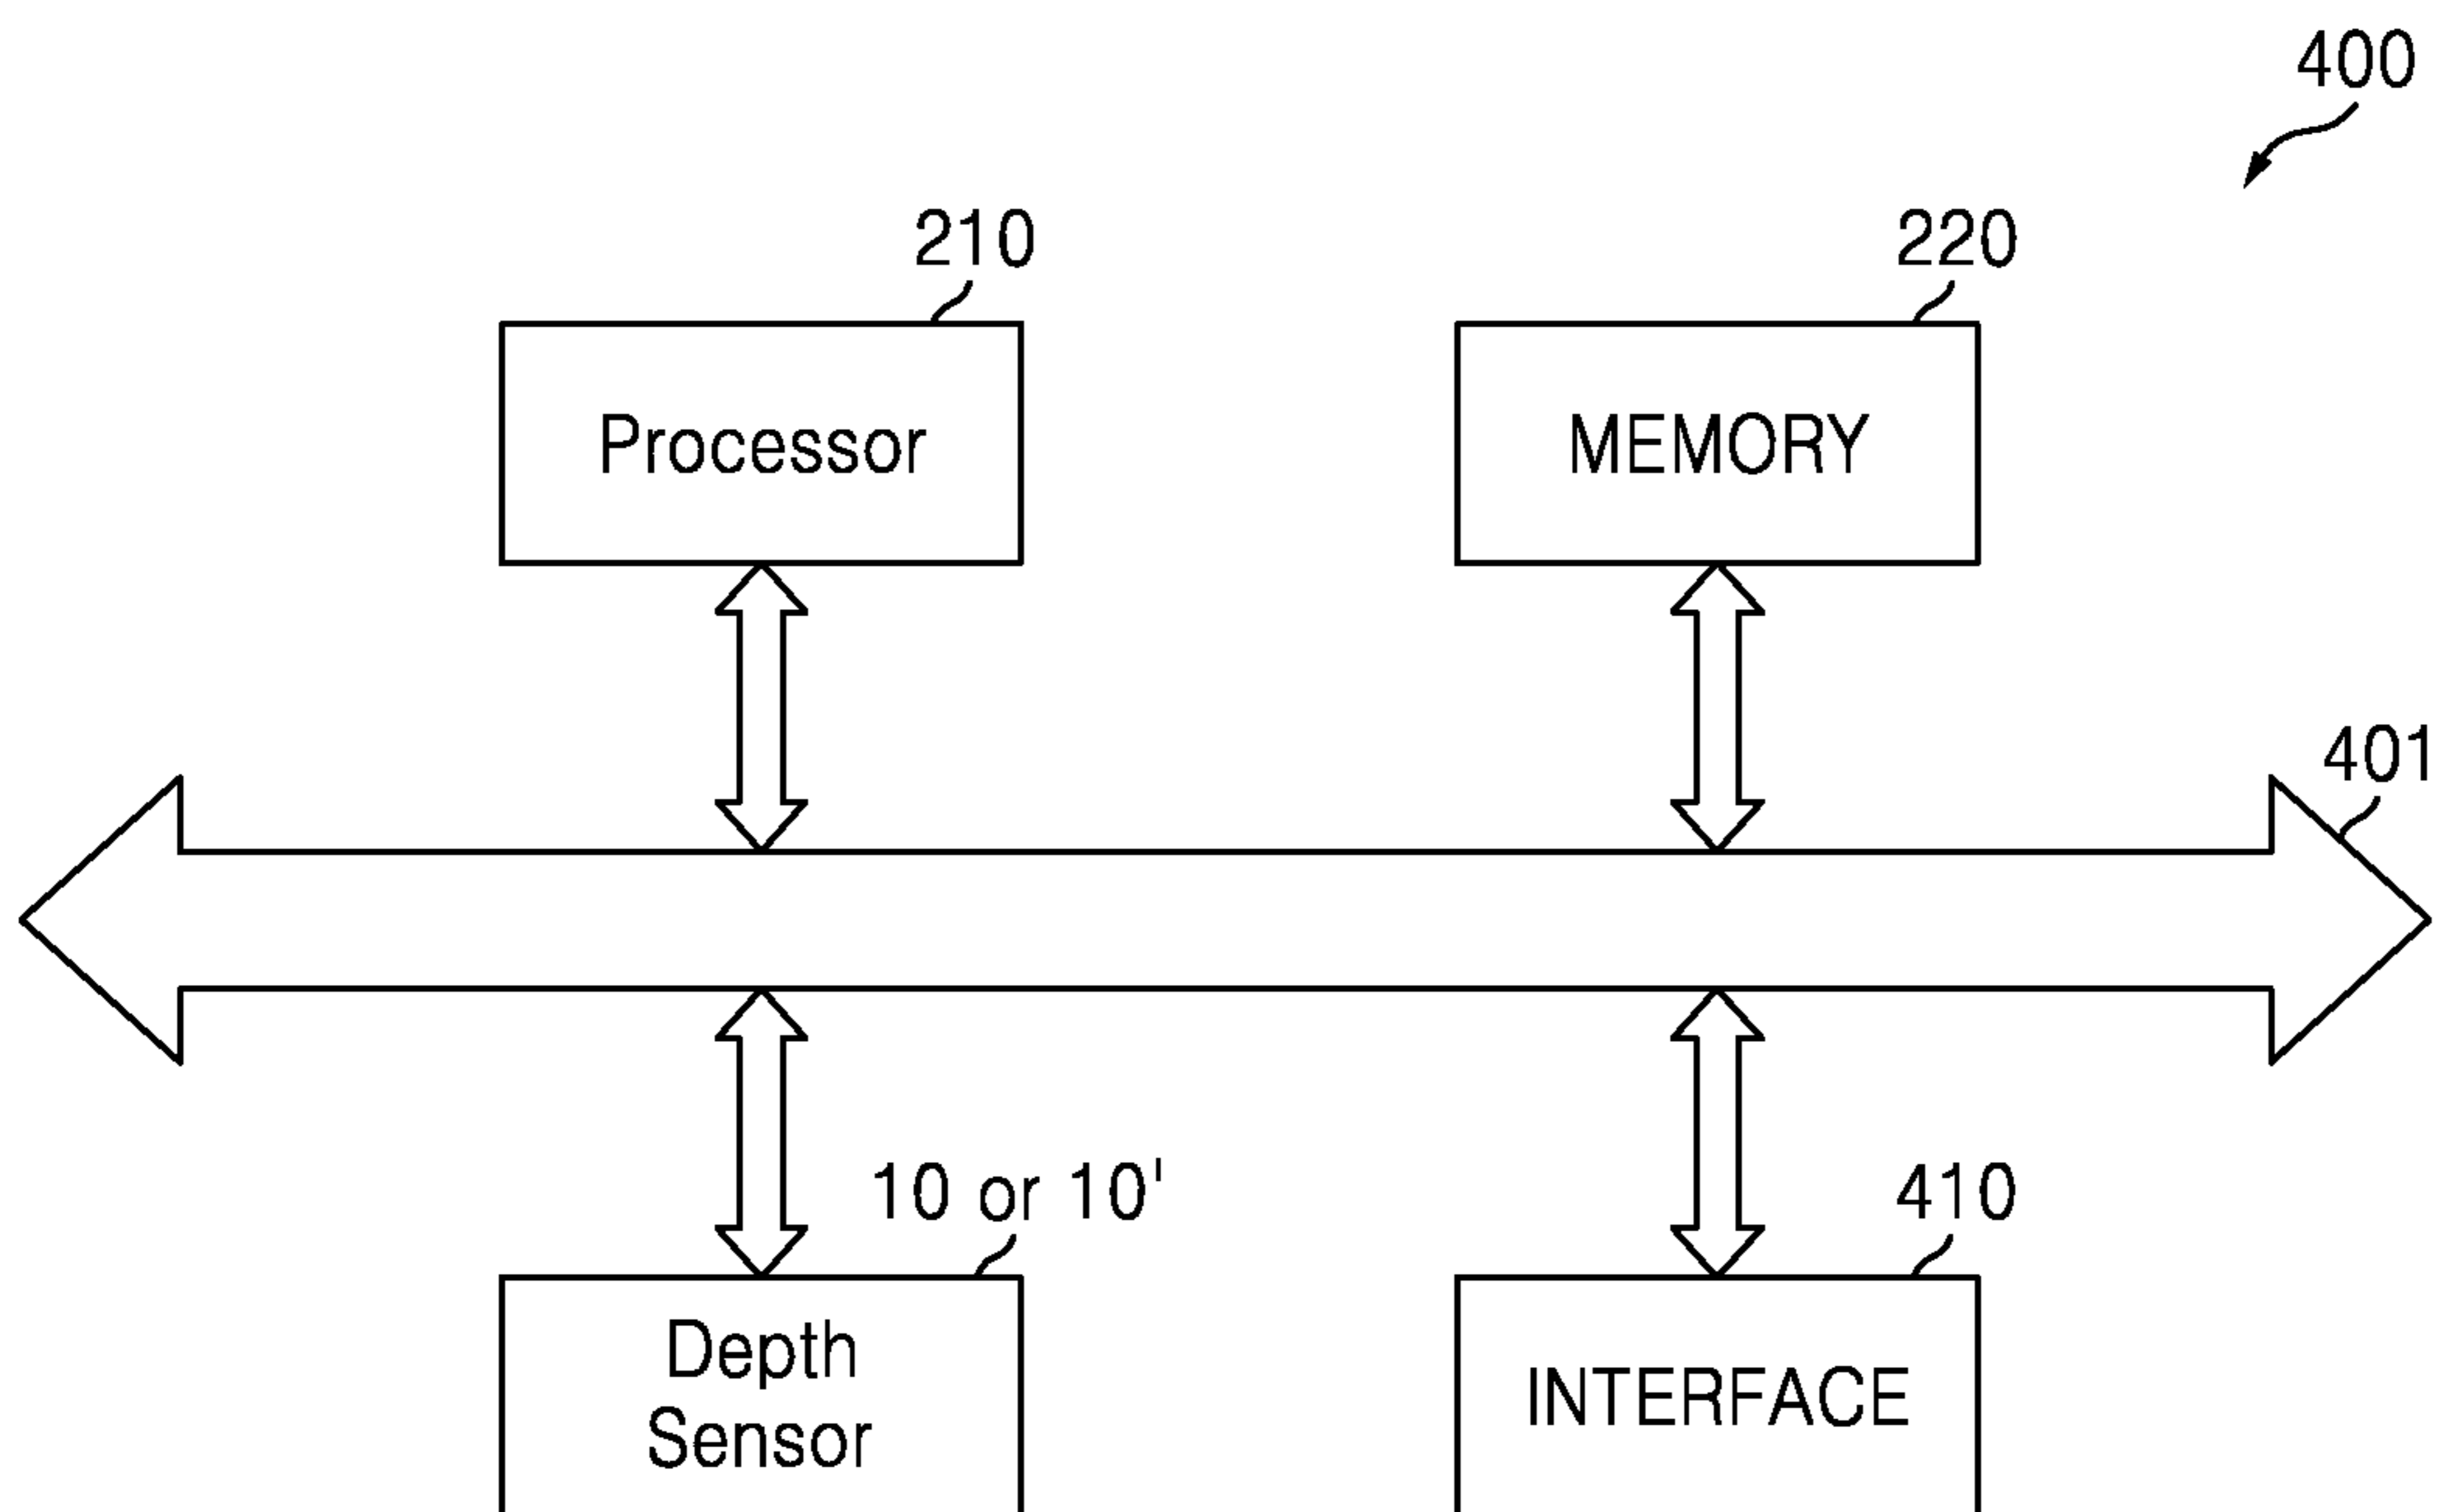 400
210
220
Processor
MEMORY
401
10 or 10'
410
Depth
Sensor
INTERFACE